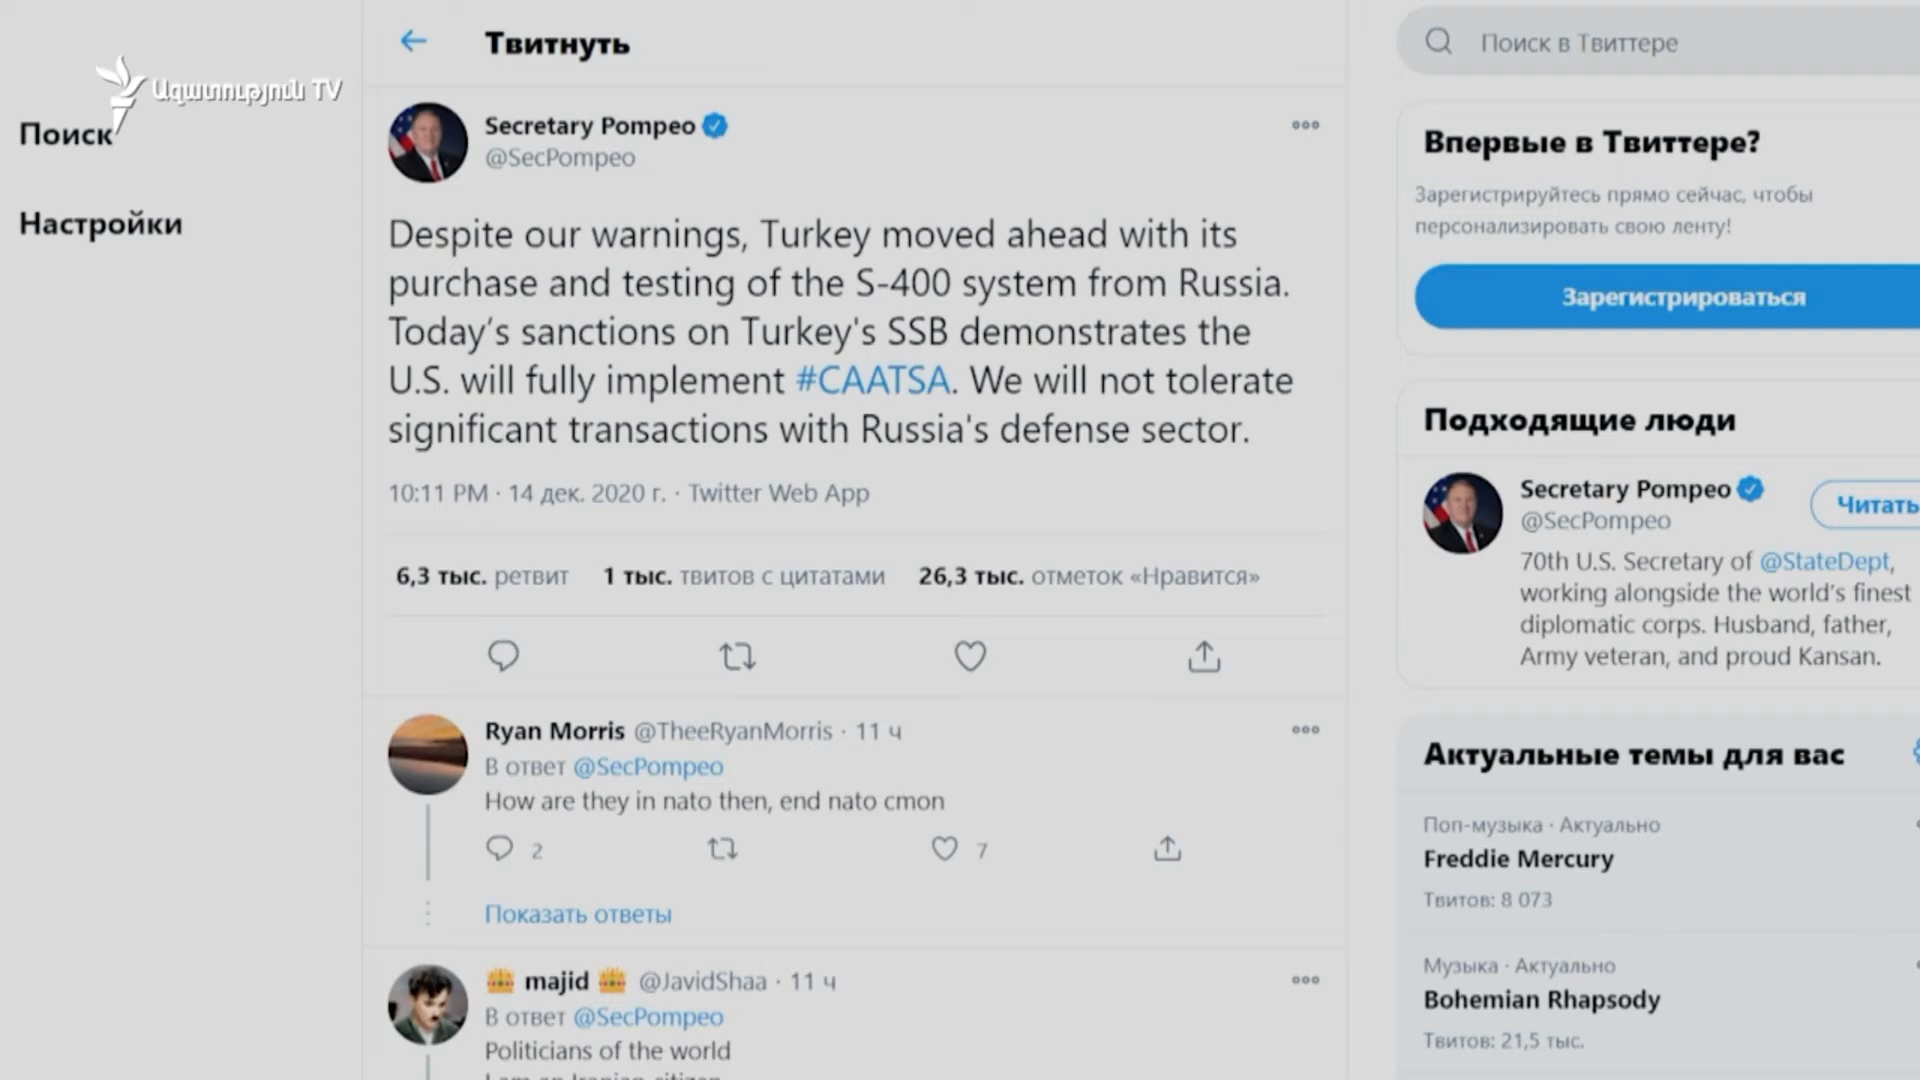 Ազատություն TV
Поиск
Настройки
Твитнуть
Secretary Pompeo
@SecPompeo
Despite our warnings, Turkey moved ahead with its
purchase and testing of the S-400 system from Russia.
Today’s sanctions on Turkey's SSB demonstrates the
U.S. will fully implement #CAATSA. We will not tolerate
significant transactions with Russia's defense sector.
10:11 PM · 14 дек. 2020 г. · Twitter Web App
6,3 тыс. ретвит 1 тыс. твитов с цитатами 26,3 тыс. отметок «Нравится»
Ryan Morris @TheeRyanMorris · 11 ч
В ответ @SecPompeo
How are they in nato then, end nato cmon
2 7
Показать ответы
majid @JavidShaa · 11 ч
В ответ @SecPompeo
Politicians of the world
I am an Iranian citizen
Поиск в Твиттере
Впервые в Твиттере?
Зарегистрируйтесь прямо сейчас, чтобы
персонализировать свою ленту!
Зарегистрироваться
Подходящие люди
Secretary Pompeo
@SecPompeo
Читать
70th U.S. Secretary of @StateDept,
working alongside the world’s finest
diplomatic corps. Husband, father,
Army veteran, and proud Kansan.
Актуальные темы для вас
Поп-музыка · Актуально
Freddie Mercury
Твитов: 8 073
Музыка · Актуально
Bohemian Rhapsody
Твитов: 21,5 тыс.